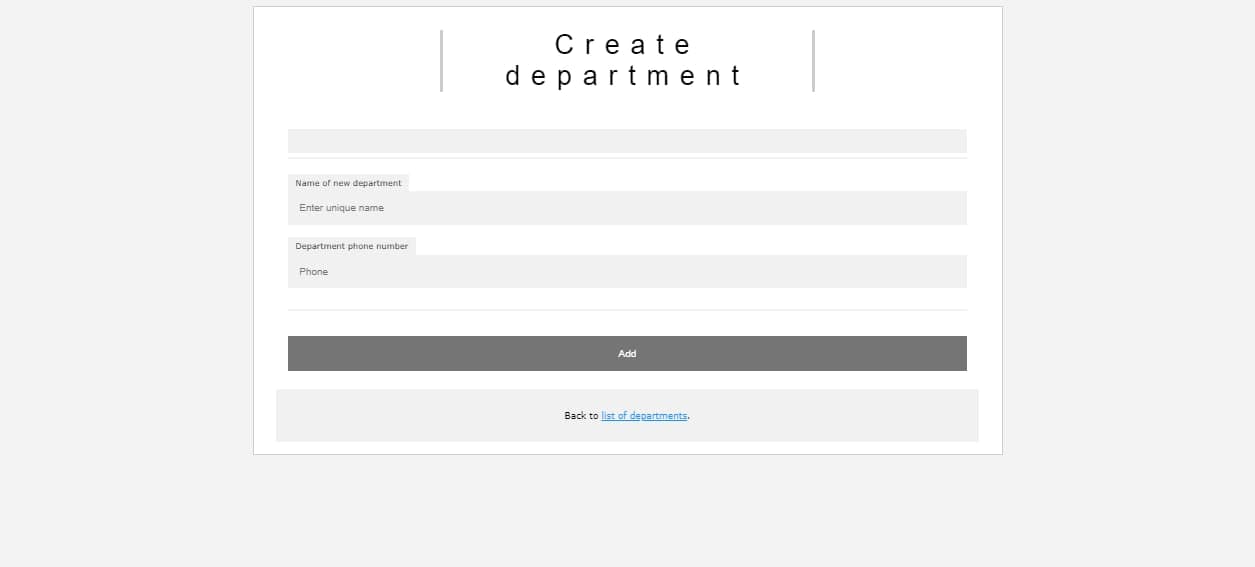 Create
department
Name of new department
Enter unique name
Department phone number
Phone
Add
Back to list of departments.